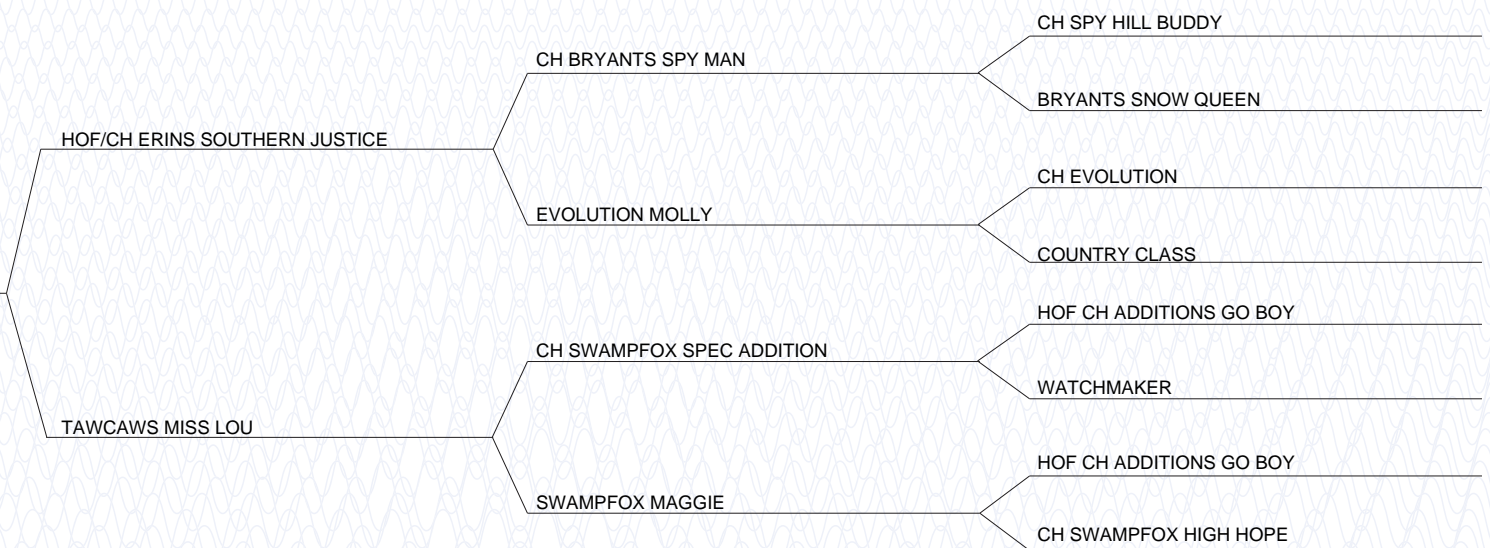 CH SPY HILL BUDDY
CH BRYANTS SPY MAN
BRYANTS SNOW QUEEN
HOF/CH ERINS SOUTHERN JUSTICE
CH EVOLUTION
EVOLUTION MOLLY
COUNTRY CLASS
HOF CH ADDITIONS GO BOY
CH SWAMPFOX SPEC ADDITION
WATCHMAKER
TAWCAWS MISS LOU
HOF CH ADDITIONS GO BOY
SWAMPFOX MAGGIE
CH SWAMPFOX HIGH HOPE